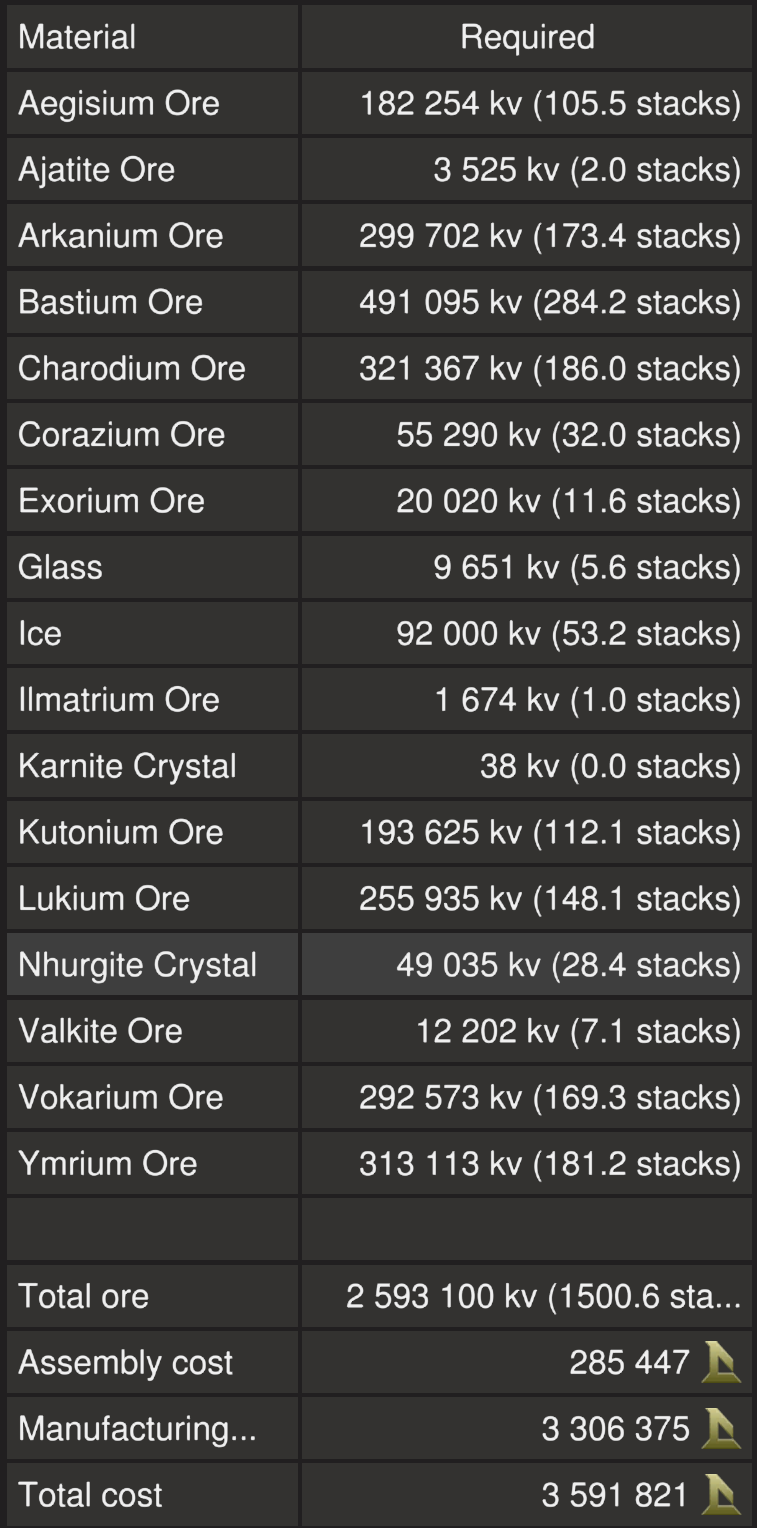 Material Required
Aegisium Ore 182 254 kv (105.5 stacks)
Ajatite Ore 3 525 kv (2.0 stacks)
Arkanium Ore 299 702 kv (173.4 stacks)
Bastium Ore 491 095 kv (284.2 stacks)
Charodium Ore 321 367 kv (186.0 stacks)
Corazium Ore 55 290 kv (32.0 stacks)
Exorium Ore 20 020 kv (11.6 stacks)
Glass 9 651 kv (5.6 stacks)
Ice 92 000 kv (53.2 stacks)
Ilmatrium Ore 1 674 kv (1.0 stacks)
Karnite Crystal 38 kv (0.0 stacks)
Kutonium Ore 193 625 kv (112.1 stacks)
Lukium Ore 255 935 kv (148.1 stacks)
Nhurgite Crystal 49 035 kv (28.4 stacks)
Valkite Ore 12 202 kv (7.1 stacks)
Vokarium Ore 292 573 kv (169.3 stacks)
Ymrium Ore 313 113 kv (181.2 stacks)
Total ore 2 593 100 kv (1500.6 sta...
Assembly cost 285 447
Manufacturing... 3 306 375
Total cost 3 591 821